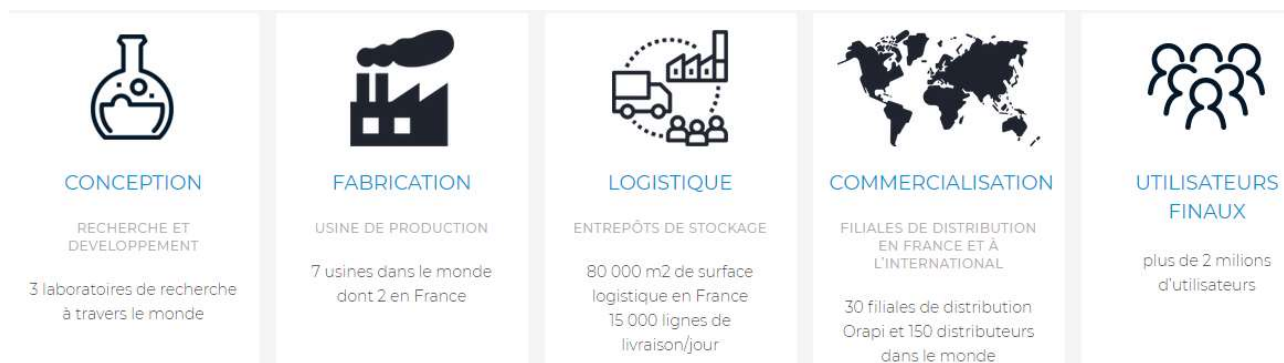 CONCEPTION
RECHERCHE ET
DEVELOPPEMENT
3 laboratoires de recherche
à travers le monde
FABRICATION
USINE DE PRODUCTION
7 usines dans le monde
dont 2 en France
LOGISTIQUE
ENTREPÔTS DE STOCKAGE
80 000 m2 de surface
logistique en France
15 000 lignes de
livraison/jour
COMMERCIALISATION
FILIALES DE DISTRIBUTION
EN FRANCE ET À
L'INTERNATIONAL
30 filiales de distribution
Orapi et 150 distributeurs
dans le monde
UTILISATEURS
FINAUX
plus de 2 milions
d'utilisateurs